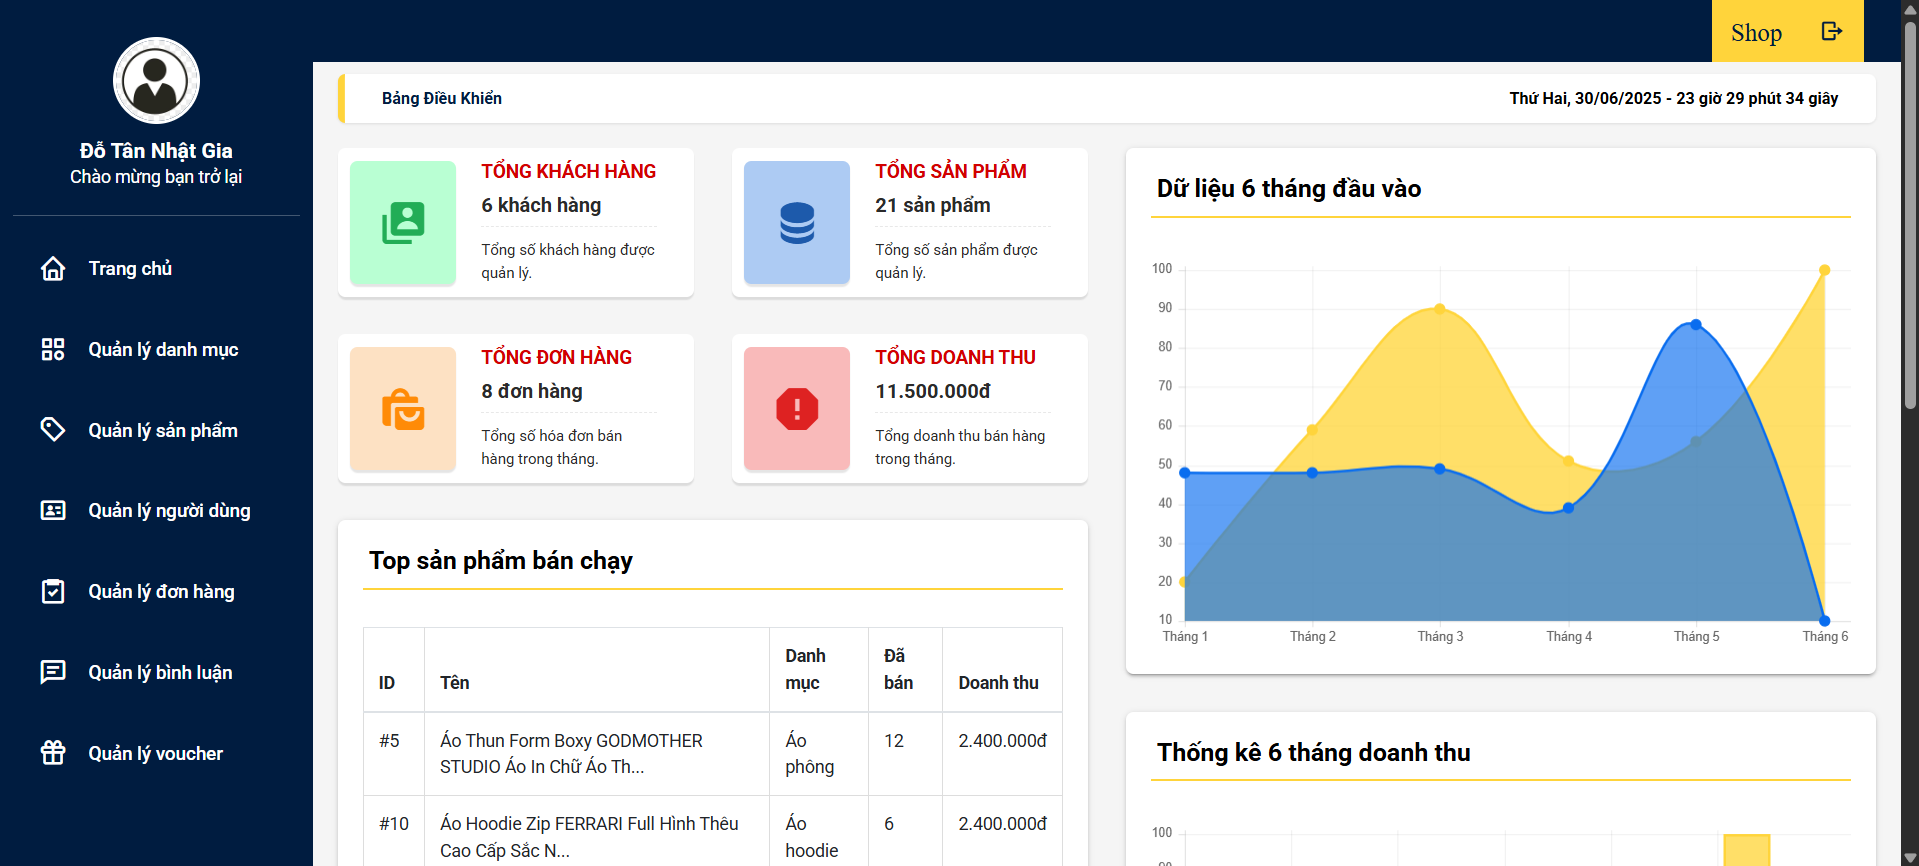 Đỗ Tân Nhật Gia
Chào mừng bạn trở lại
Trang chủ
Quản lý danh mục
Quản lý sản phẩm
Quản lý người dùng
Quản lý đơn hàng
Quản lý bình luận
Quản lý voucher
Shop
Bảng Điều Khiển
Thứ Hai, 30/06/2025 - 23 giờ 29 phút 34 giây
TỔNG KHÁCH HÀNG
6 khách hàng
Tổng số khách hàng được
quản lý.
TỔNG SẢN PHẨM
21 sản phẩm
Tổng số sản phẩm được
quản lý.
TỔNG ĐƠN HÀNG
8 đơn hàng
Tổng số hóa đơn bán
hàng trong tháng.
TỔNG DOANH THU
11.500.000đ
Tổng doanh thu bán hàng
trong tháng.
Top sản phẩm bán chạy
ID Tên Danh mục Đã bán Doanh thu
#5 Áo Thun Form Boxy GODMOTHER STUDIO Áo In Chữ Áo Th... Áo phông 12 2.400.000đ
#10 Áo Hoodie Zip FERRARI Full Hình Thêu Cao Cấp Sắc N... Áo hoodie 6 2.400.000đ
Dữ liệu 6 tháng đầu vào
100
90
80
70
60
50
40
30
20
10
Tháng 1 Tháng 2 Tháng 3 Tháng 4 Tháng 5 Tháng 6
Thống kê 6 tháng doanh thu
100
90